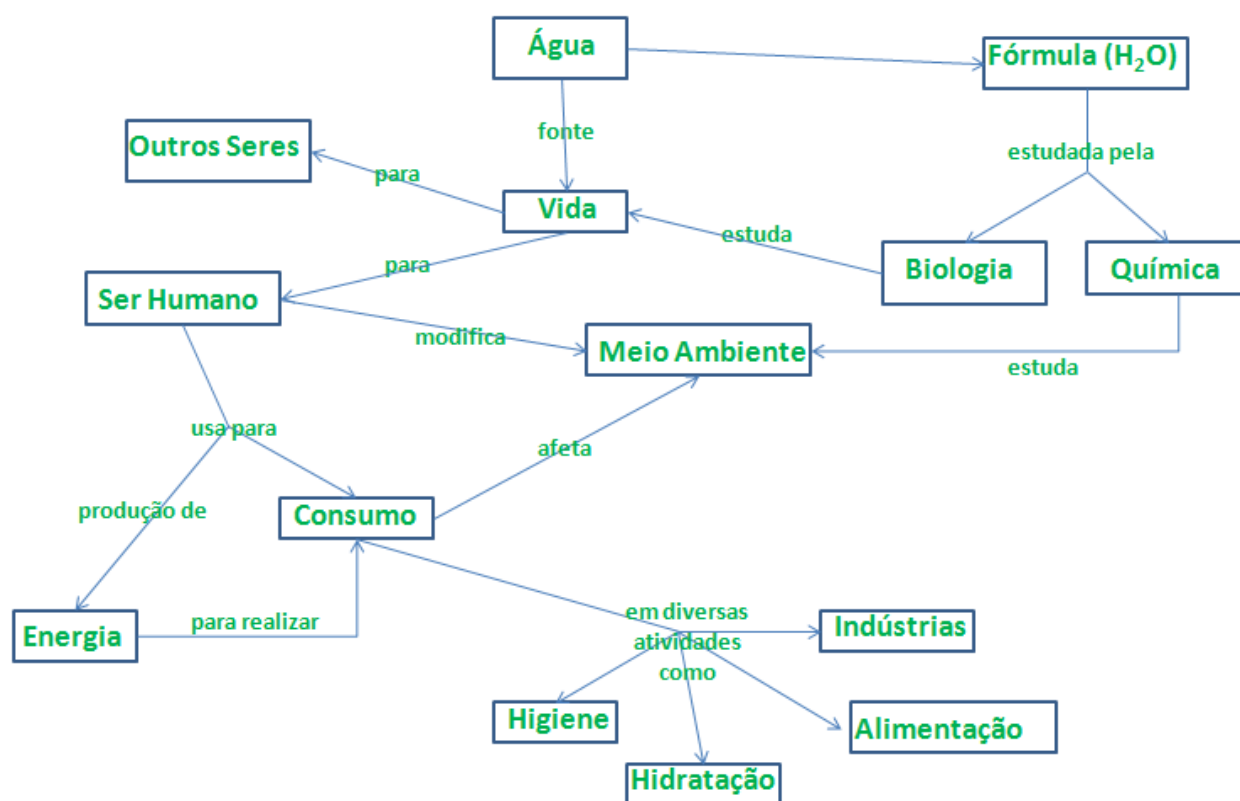 Água
Fórmula (H₂O)
fonte
Outros Seres
estudada pela
para
Vida
estuda
Biologia
Química
para
Ser Humano
modifica
Meio Ambiente
estuda
usa para
afeta
produção de
Consumo
em diversas
atividades
como
para realizar
Energia
Indústrias
Higiene
Alimentação
Hidratação